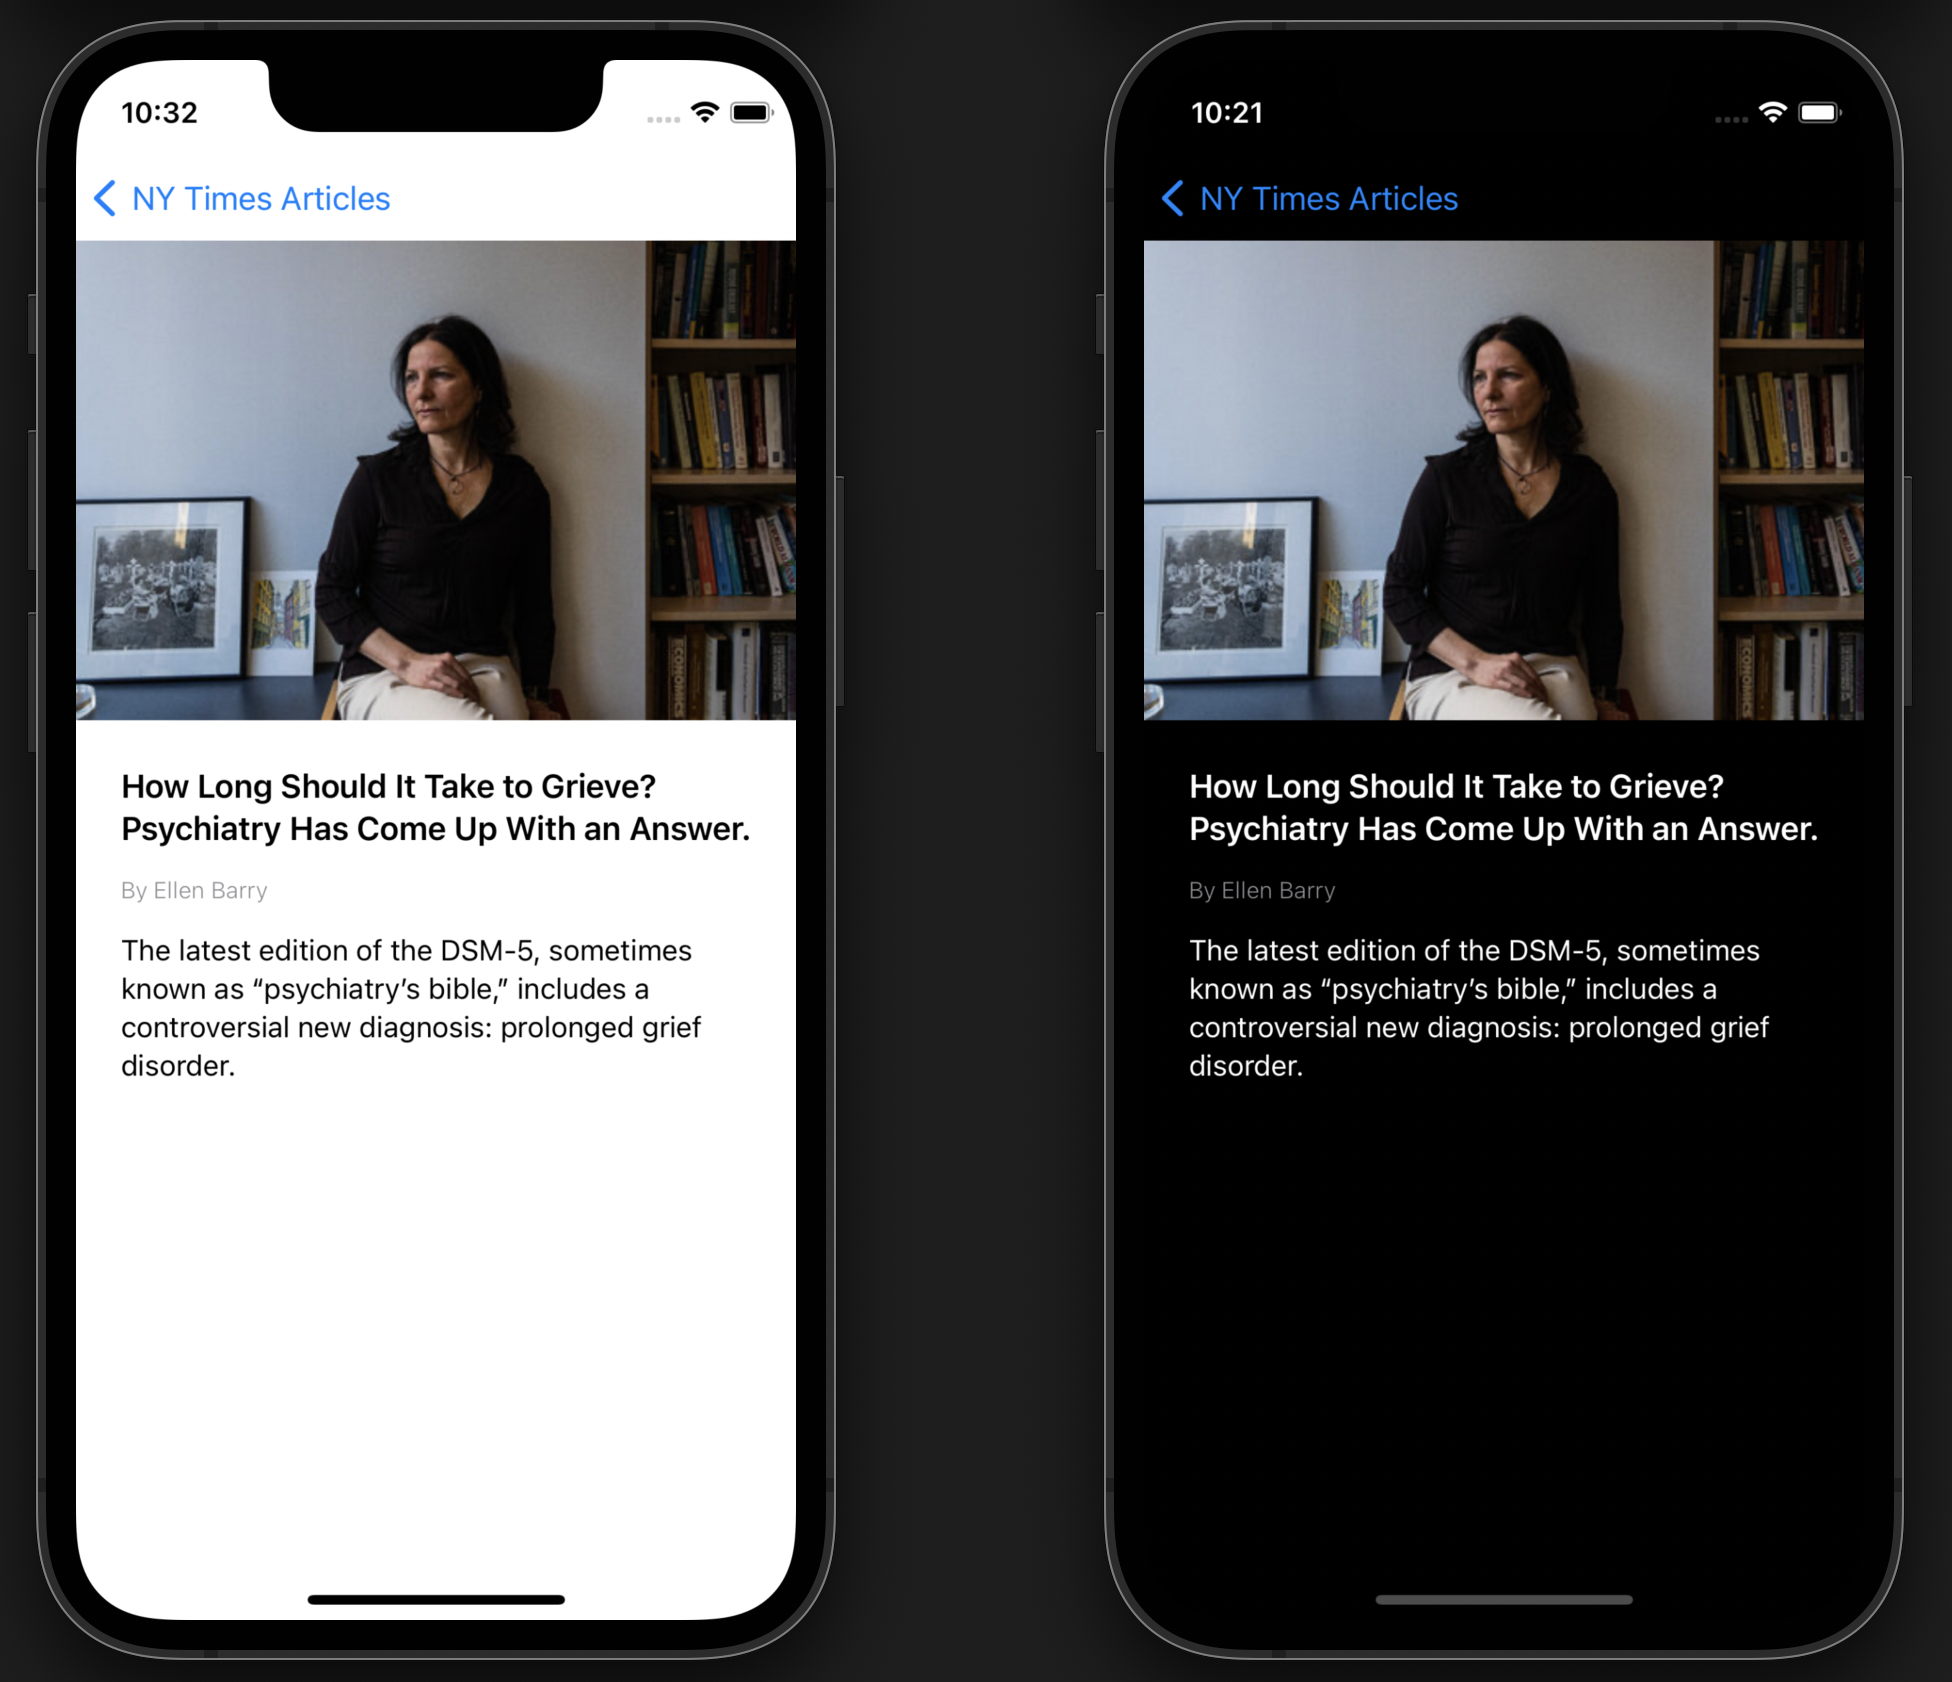 10:32
NY Times Articles
ECONOMICS
How Long Should It Take to Grieve?
Psychiatry Has Come Up With an Answer.
By Ellen Barry
The latest edition of the DSM-5, sometimes
known as “psychiatry’s bible,” includes a
controversial new diagnosis: prolonged grief
disorder.
10:21
NY Times Articles
ECONOMICS
How Long Should It Take to Grieve?
Psychiatry Has Come Up With an Answer.
By Ellen Barry
The latest edition of the DSM-5, sometimes
known as “psychiatry’s bible,” includes a
controversial new diagnosis: prolonged grief
disorder.